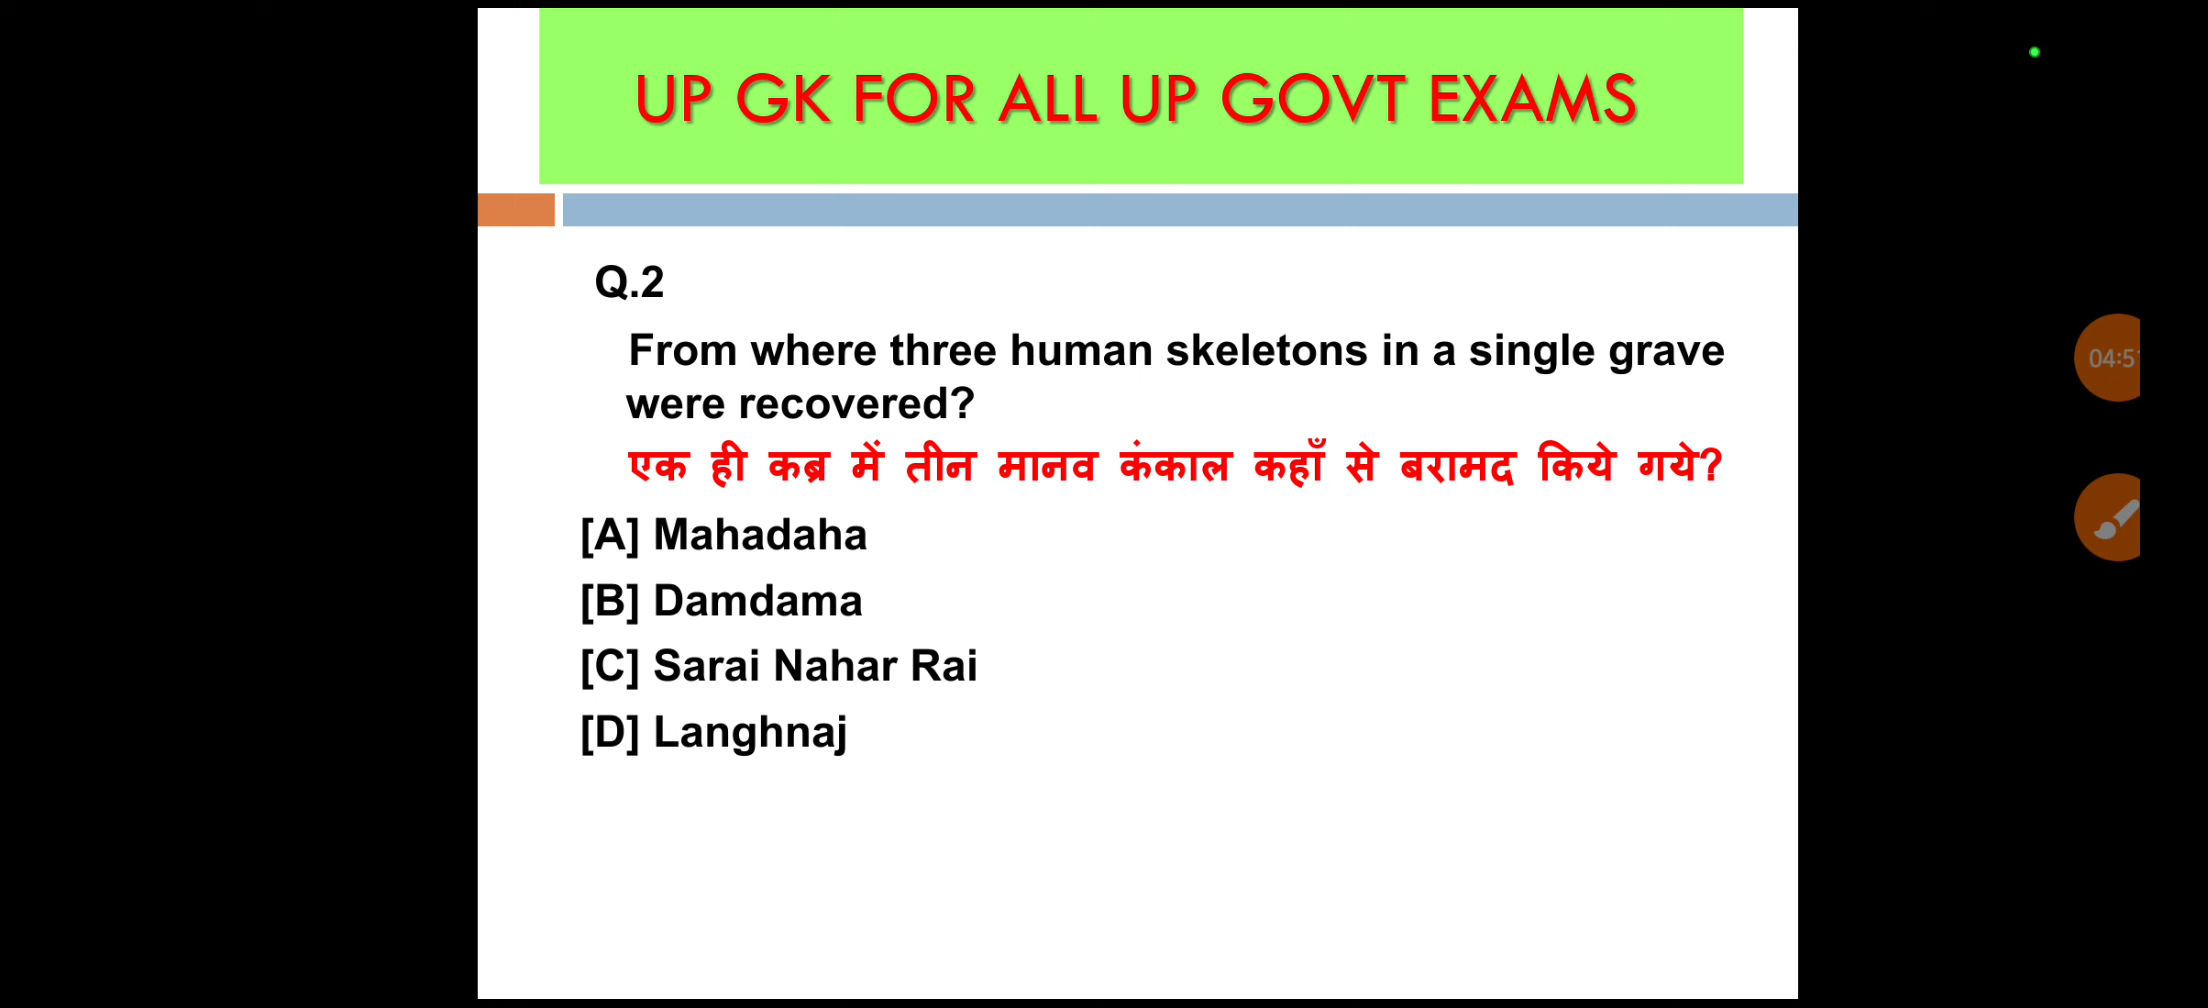 UP GK FOR ALL UP GOVT EXAMS
Q.2
From where three human skeletons in a single grave
were recovered?
एक ही कब्र में तीन मानव कंकाल कहाँ से बरामद किये गये?
[A] Mahadaha
[B] Damdama
[C] Sarai Nahar Rai
[D] Langhnaj